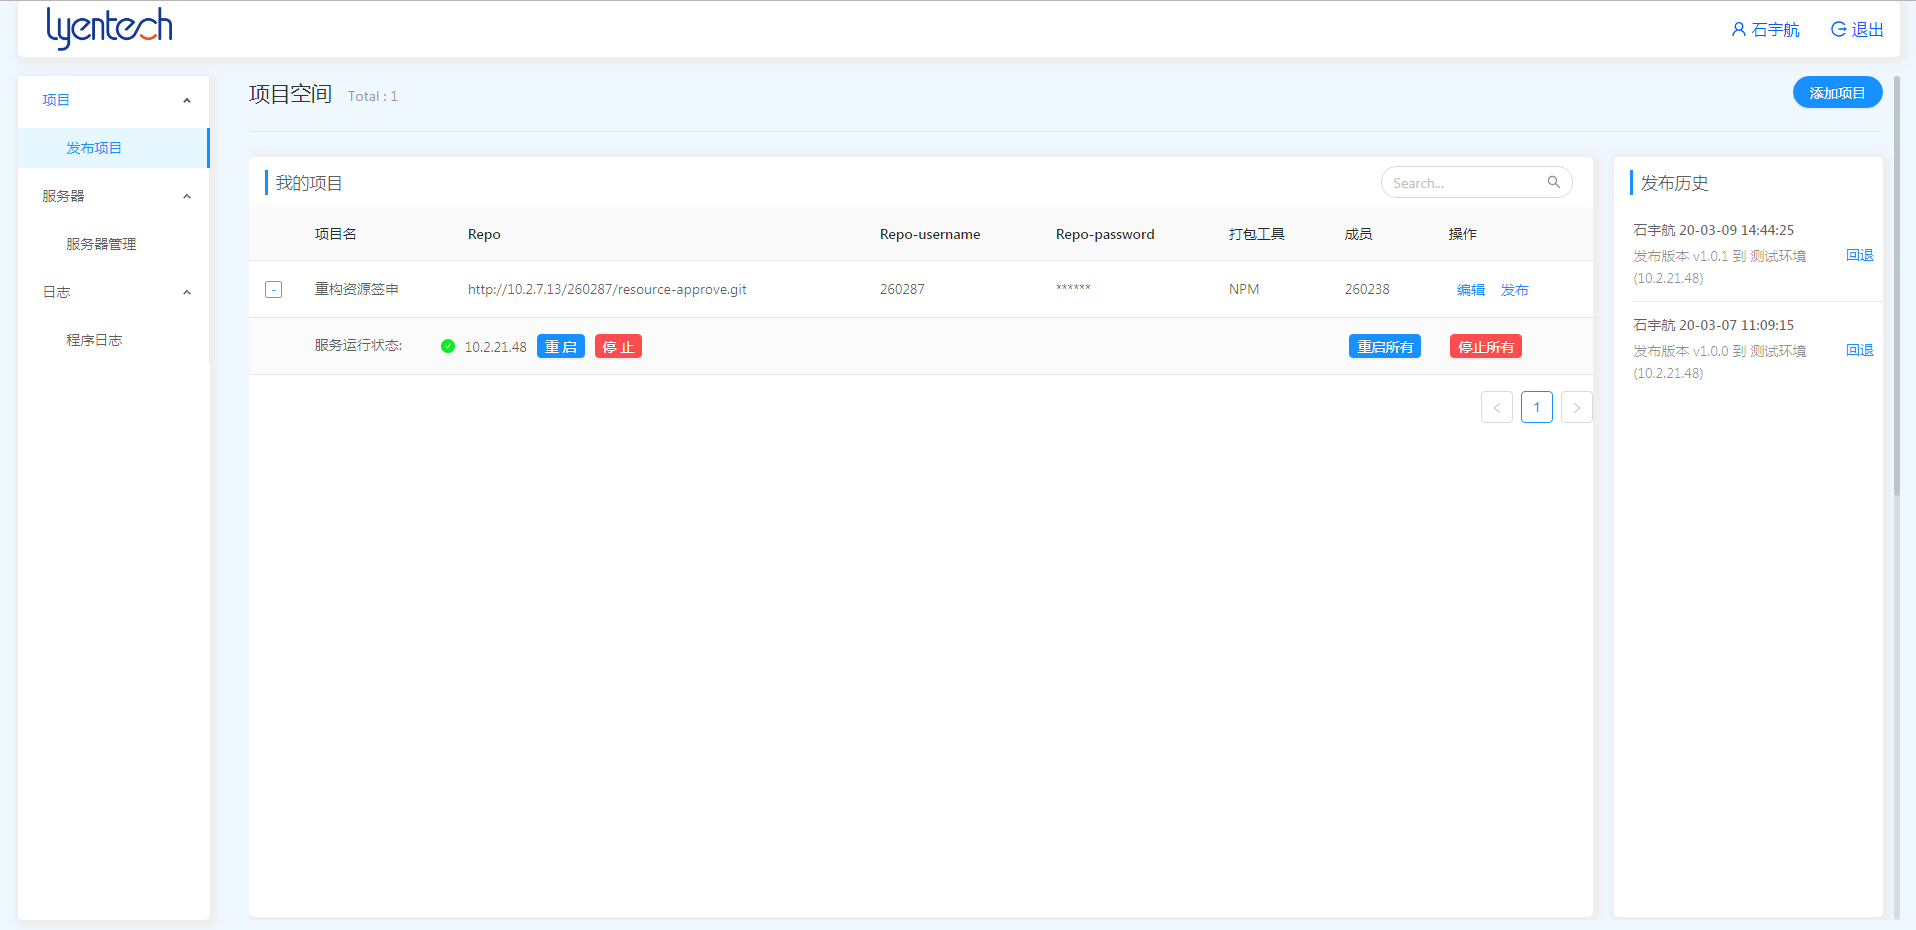 lyentech
石宇航 退出
项目
发布项目
服务器
服务器管理
日志
程序日志
项目空间 Total : 1
添加项目
我的项目
Search...
项目名 Repo Repo-username Repo-password 打包工具 成员 操作
- 重构资源签申 http://10.2.7.13/260287/resource-approve.git 260287 ****** NPM 260238 编辑 发布
服务运行状态: 10.2.21.48 重 启 停 止 重启所有 停止所有
< 1 >
发布历史
石宇航 20-03-09 14:44:25
发布版本 v1.0.1 到 测试环境 回退
(10.2.21.48)
石宇航 20-03-07 11:09:15
发布版本 v1.0.0 到 测试环境 回退
(10.2.21.48)